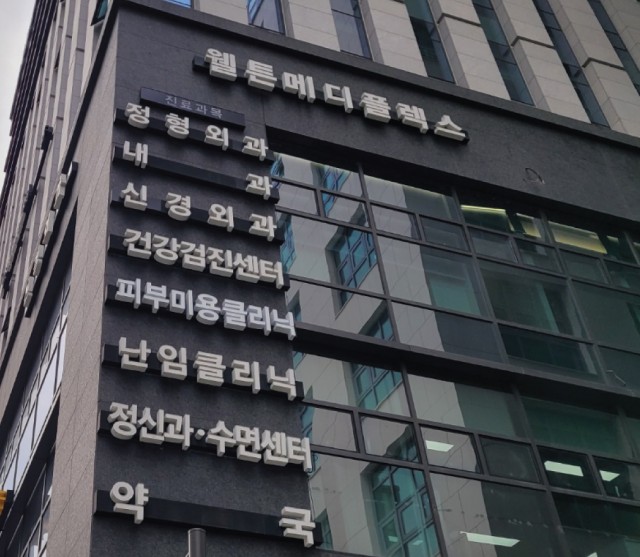 웰튼메디플렉스
진료과목
정형외과
내과
신경외과
건강검진센터
피부미용클리닉
난임클리닉
정신과·수면센터
약국